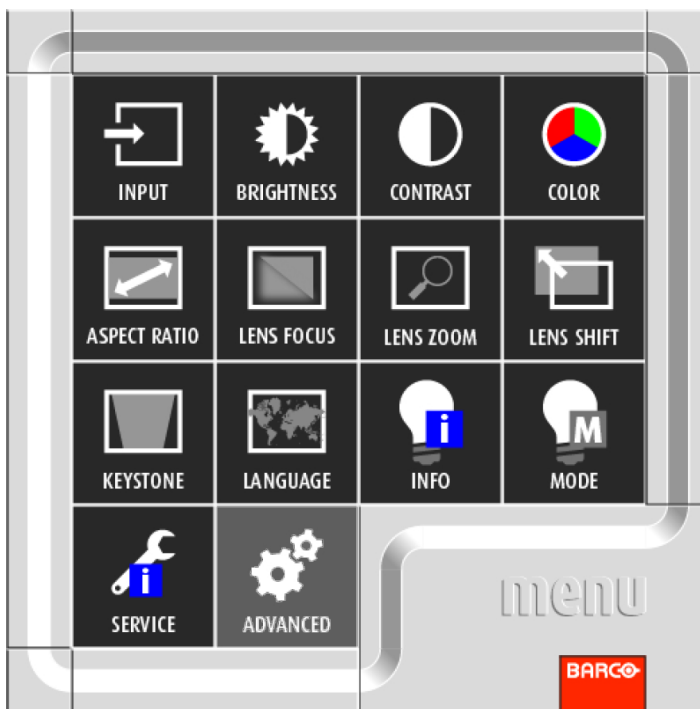 INPUT
BRIGHTNESS
CONTRAST
COLOR
ASPECT RATIO
LENS FOCUS
LENS ZOOM
LENS SHIFT
KEYSTONE
LANGUAGE
i
INFO
M
MODE
i
SERVICE
ADVANCED
menu
BARCO